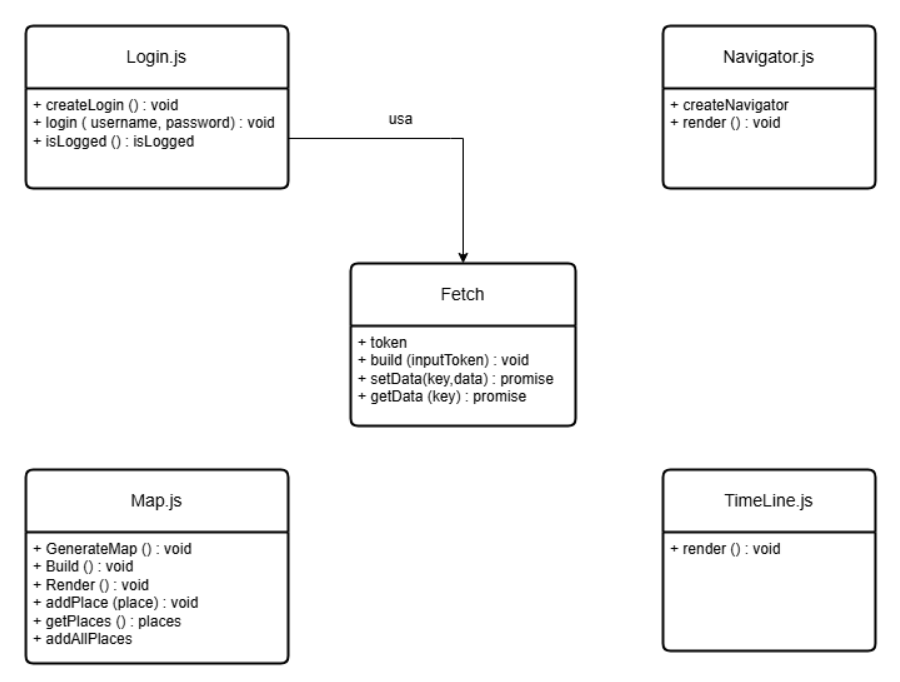 Login.js
+ createLogin () : void
+ login ( username, password) : void
+ isLogged () : isLogged
usa
Navigator.js
+ createNavigator
+ render () : void
Fetch
+ token
+ build (inputToken) : void
+ setData(key,data) : promise
+ getData (key) : promise
Map.js
+ GenerateMap () : void
+ Build () : void
+ Render () : void
+ addPlace (place) : void
+ getPlaces () : places
+ addAllPlaces
TimeLine.js
+ render () : void